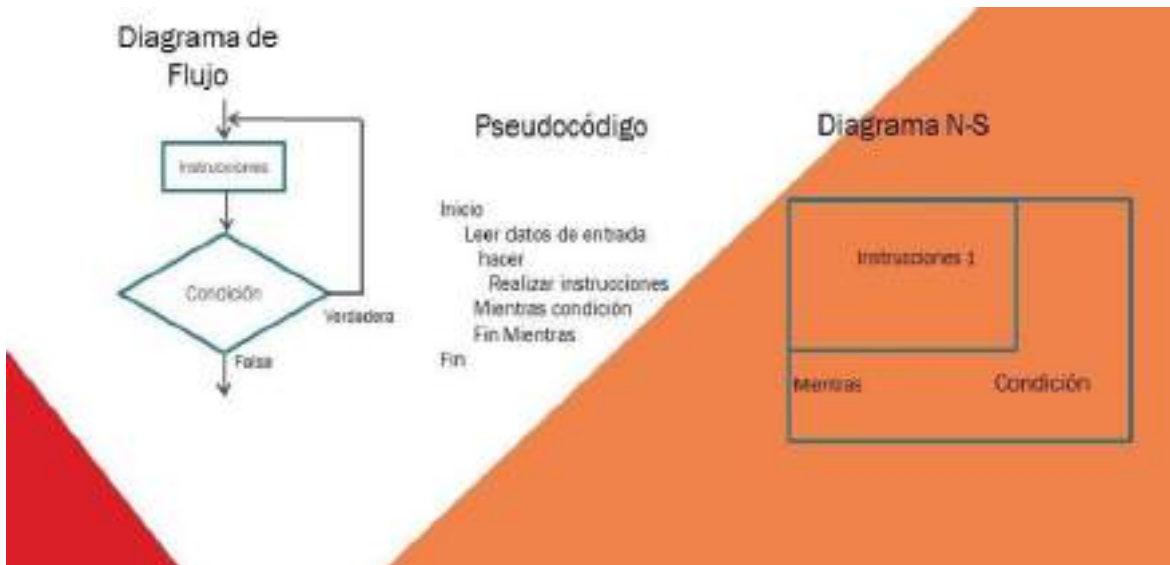 Diagrama de
Flujo
Instrucciones
Condición
Verdadera
Falsa
Pseudocódigo
Inicio
Leer datos de entrada
hacer
Realizar instrucciones
Mientras condición
Fin Mientras
Fin
Diagrama N-S
Instrucciones 1
Mientras
Condición